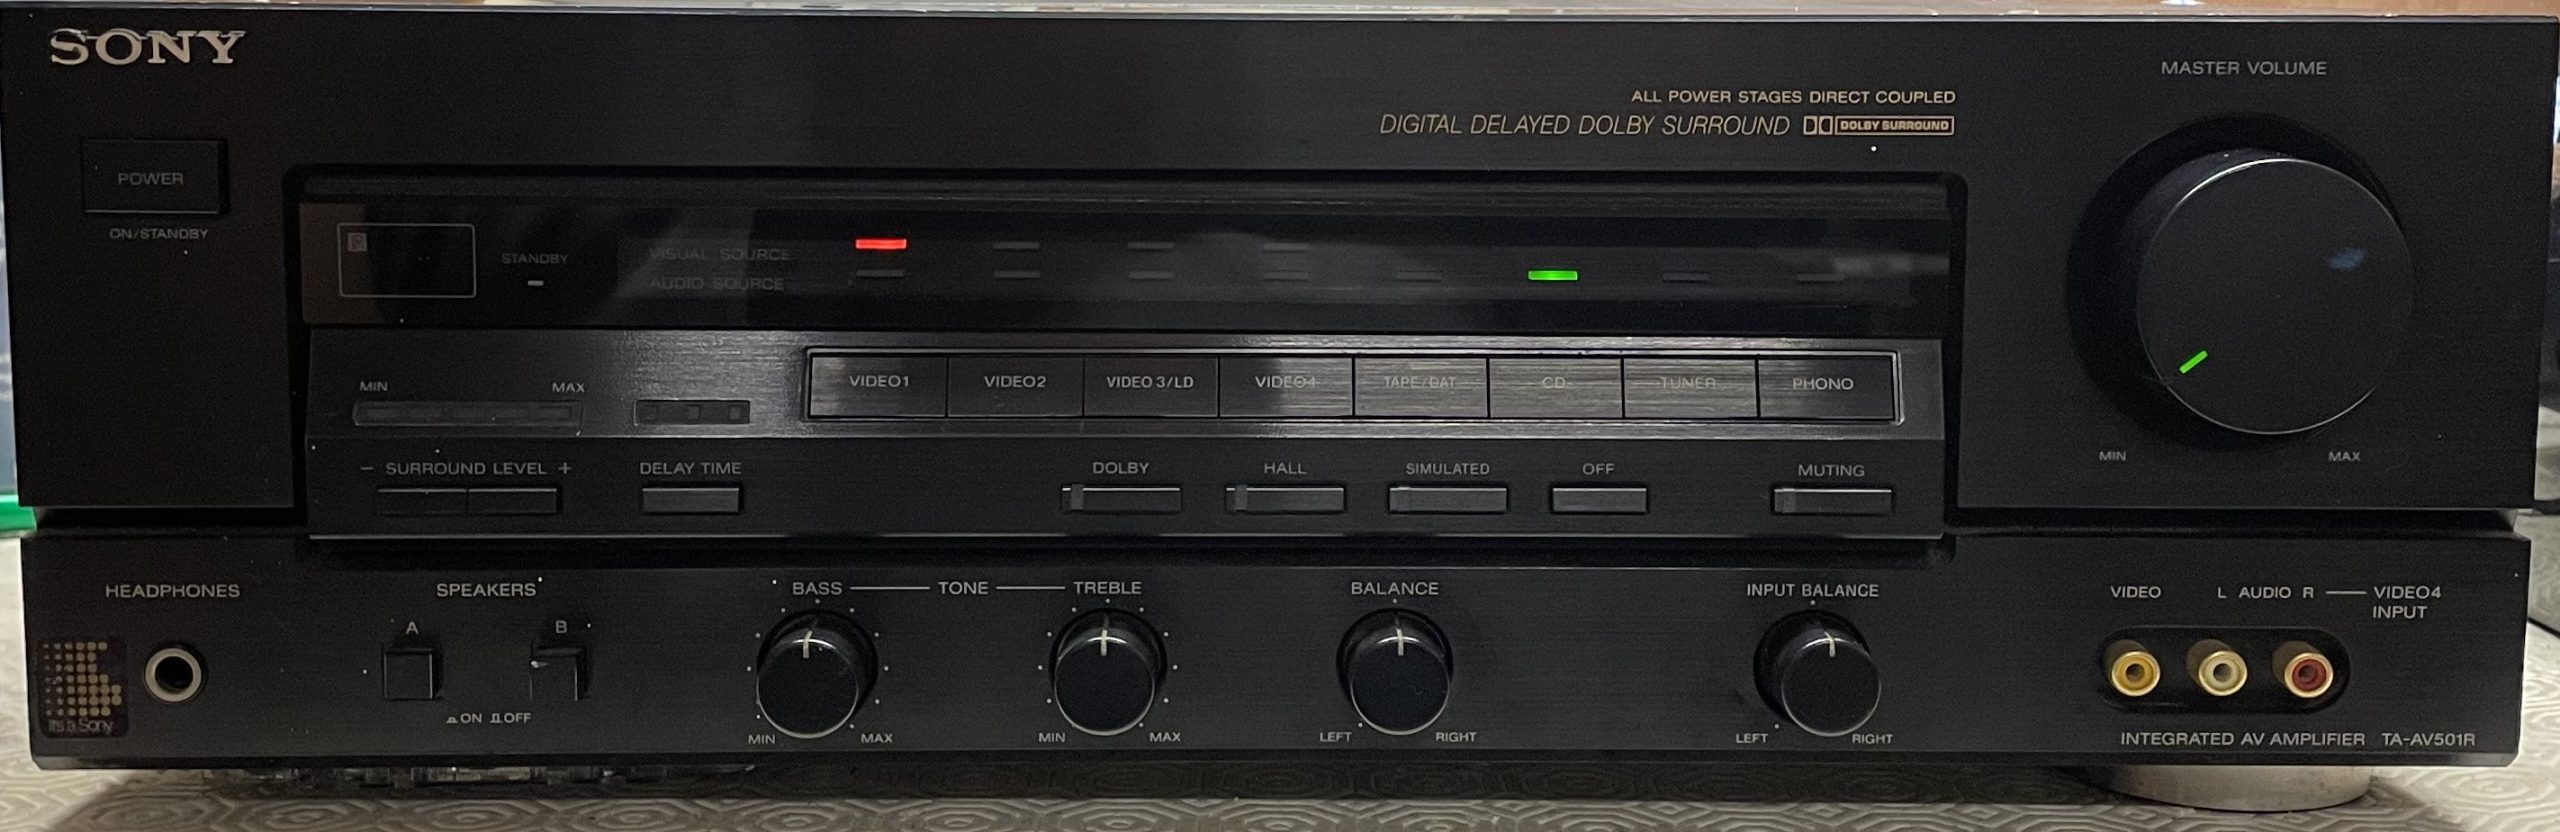 SONY
MASTER VOLUME
ALL POWER STAGES DIRECT COUPLED
DIGITAL DELAYED DOLBY SURROUND DOLBY SURROUND
POWER
ON/STANDBY
STANDBY
VISUAL SOURCE
AUDIO SOURCE
MIN MAX
VIDEO1 VIDEO2 VIDEO 3/LD VIDEO4 TAPE/DAT CD TUNER PHONO
MIN MAX
− SURROUND LEVEL + DELAY TIME DOLBY HALL SIMULATED OFF MUTING
HEADPHONES SPEAKERS BASS TONE TREBLE BALANCE INPUT BALANCE VIDEO L AUDIO R VIDEO4
INPUT
A B
ON OFF
It's a Sony
MIN MAX MIN MAX LEFT RIGHT LEFT RIGHT
INTEGRATED AV AMPLIFIER TA-AV501R